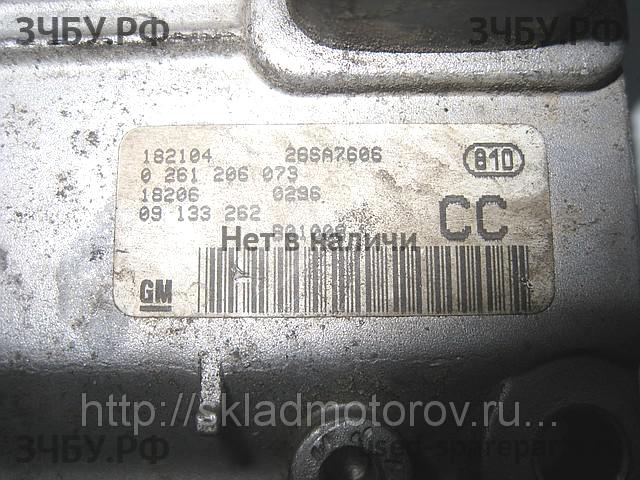 ЗЧБУ.РФ
ЗЧБУ.РФ
182104 26SA7606 810
0 261 206 073
18206 0296
09 133 262 CC
Нет в наличи
GM
http://skladmotorov.ru
ЗЧБУ.РФ